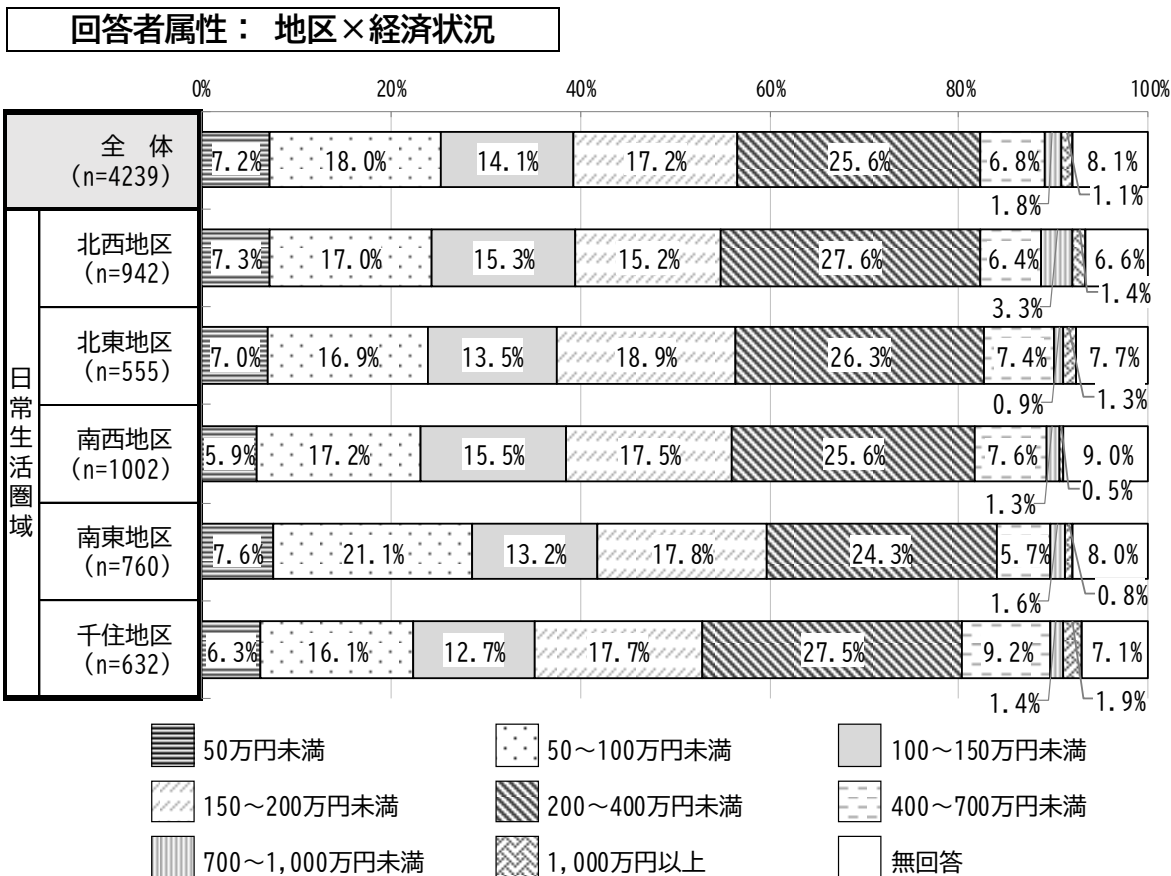 回答者属性： 地区×経済状況
0% 20% 40% 60% 80% 100%
全 体
(n=4239)
7.2% 18.0% 14.1% 17.2% 25.6% 6.8% 1.8% 1.1% 8.1%
日常生活圏域
北西地区
(n=942)
7.3% 17.0% 15.3% 15.2% 27.6% 6.4% 3.3% 1.4% 6.6%
北東地区
(n=555)
7.0% 16.9% 13.5% 18.9% 26.3% 7.4% 0.9% 1.3% 7.7%
南西地区
(n=1002)
5.9% 17.2% 15.5% 17.5% 25.6% 7.6% 1.3% 0.5% 9.0%
南東地区
(n=760)
7.6% 21.1% 13.2% 17.8% 24.3% 5.7% 1.6% 0.8% 8.0%
千住地区
(n=632)
6.3% 16.1% 12.7% 17.7% 27.5% 9.2% 1.4% 1.9% 7.1%
50万円未満 50～100万円未満 100～150万円未満
150～200万円未満 200～400万円未満 400～700万円未満
700～1,000万円未満 1,000万円以上 無回答